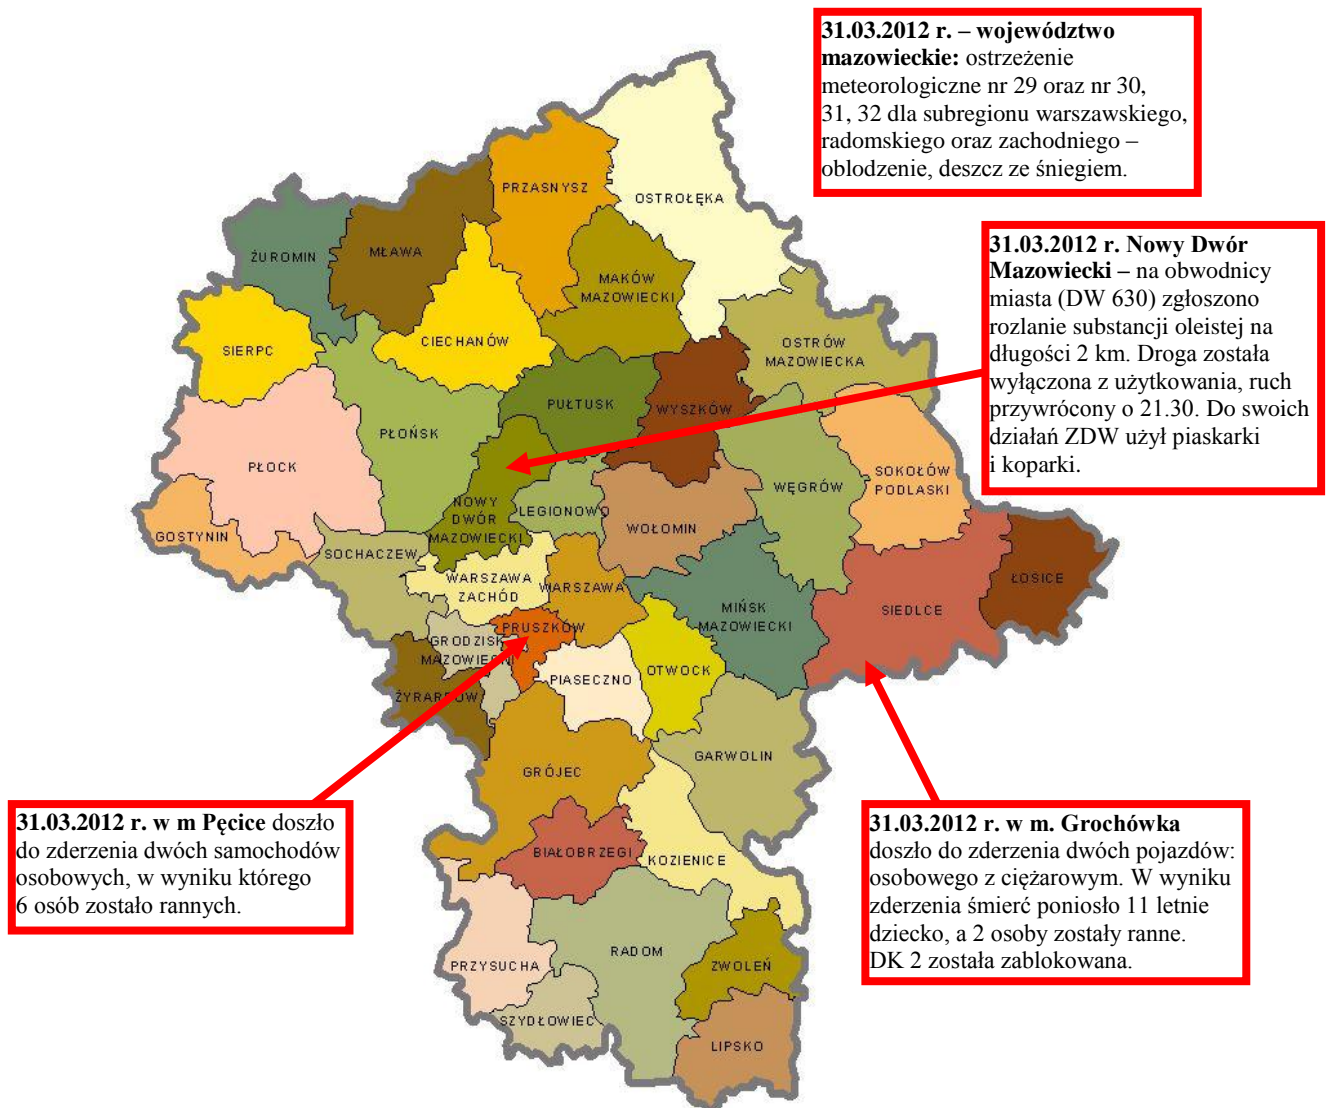 31.03.2012 r. – województwo
mazowieckie: ostrzeżenie
meteorologiczne nr 29 oraz nr 30,
31, 32 dla subregionu warszawskiego,
radomskiego oraz zachodniego –
oblodzenie, deszcz ze śniegiem.
31.03.2012 r. Nowy Dwór
Mazowiecki – na obwodnicy
miasta (DW 630) zgłoszono
rozlanie substancji oleistej na
długości 2 km. Droga została
wyłączona z użytkowania, ruch
przywrócony o 21.30. Do swoich
działań ZDW użył piaskarki
i koparki.
PRZASNYSZ
OSTROŁĘKA
ŻUROMIN
MŁAWA
MAKÓW
MAZOWIECKI
SIERPC
CIECHANÓW
OSTRÓW
MAZOWIECKA
PUŁTUSK
WYSZKÓW
PŁOŃSK
PŁOCK
SOKOŁÓW
PODLASKI
WĘGRÓW
NOWY
DWÓR
MAZOWIECKI
LEGIONOWO
WOŁOMIN
GOSTYNIN
SOCHACZEW
WARSZAWA
ZACHÓD
WARSZAWA
MIŃSK
MAZOWIECKI
SIEDLCE
ŁOSICE
PRUSZKÓW
GRODZISK
MAZOWIECKI
PIASECZNO
OTWOCK
ŻYRARDÓW
GARWOLIN
GRÓJEC
BIAŁOBRZEGI
KOZIENICE
RADOM
PRZYSUCHA
ZWOLEŃ
SZYDŁOWIEC
LIPSKO
31.03.2012 r. w m Pęcice doszło
do zderzenia dwóch samochodów
osobowych, w wyniku którego
6 osób zostało rannych.
31.03.2012 r. w m. Grochówka
doszło do zderzenia dwóch pojazdów:
osobowego z ciężarowym. W wyniku
zderzenia śmierć poniosło 11 letnie
dziecko, a 2 osoby zostały ranne.
DK 2 została zablokowana.